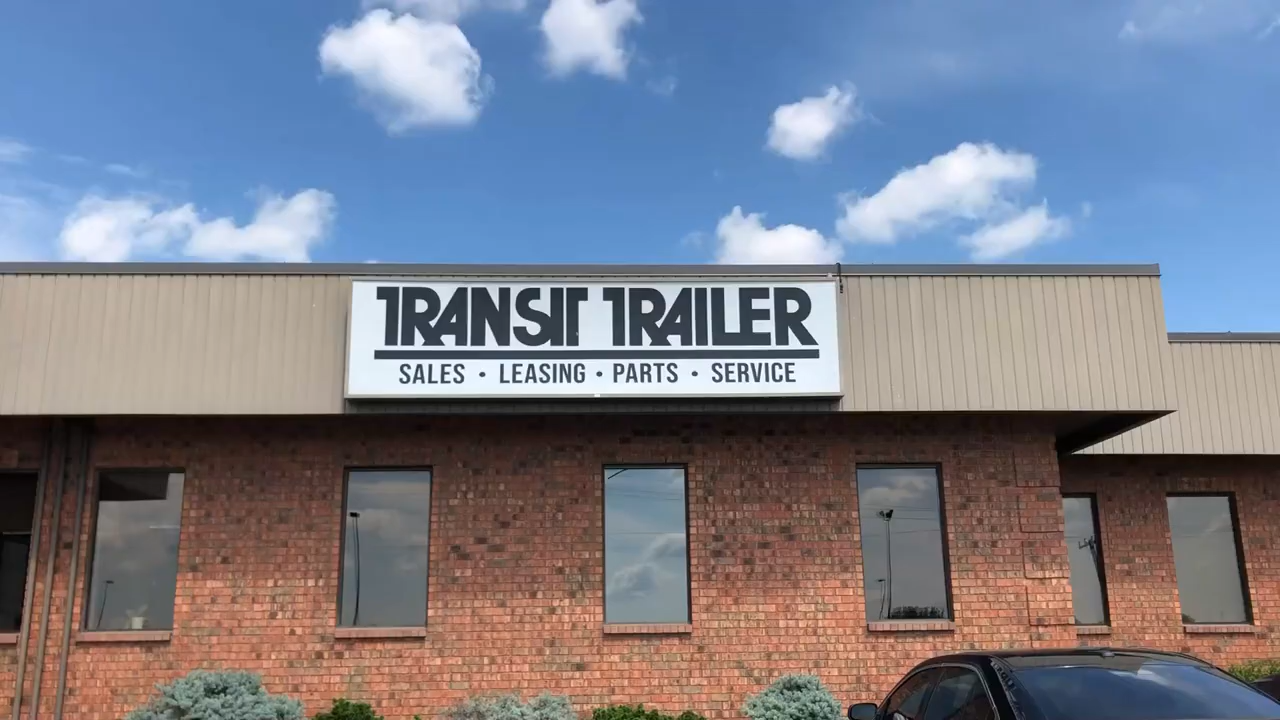 TRANSIT TRAILER
SALES • LEASING • PARTS • SERVICE